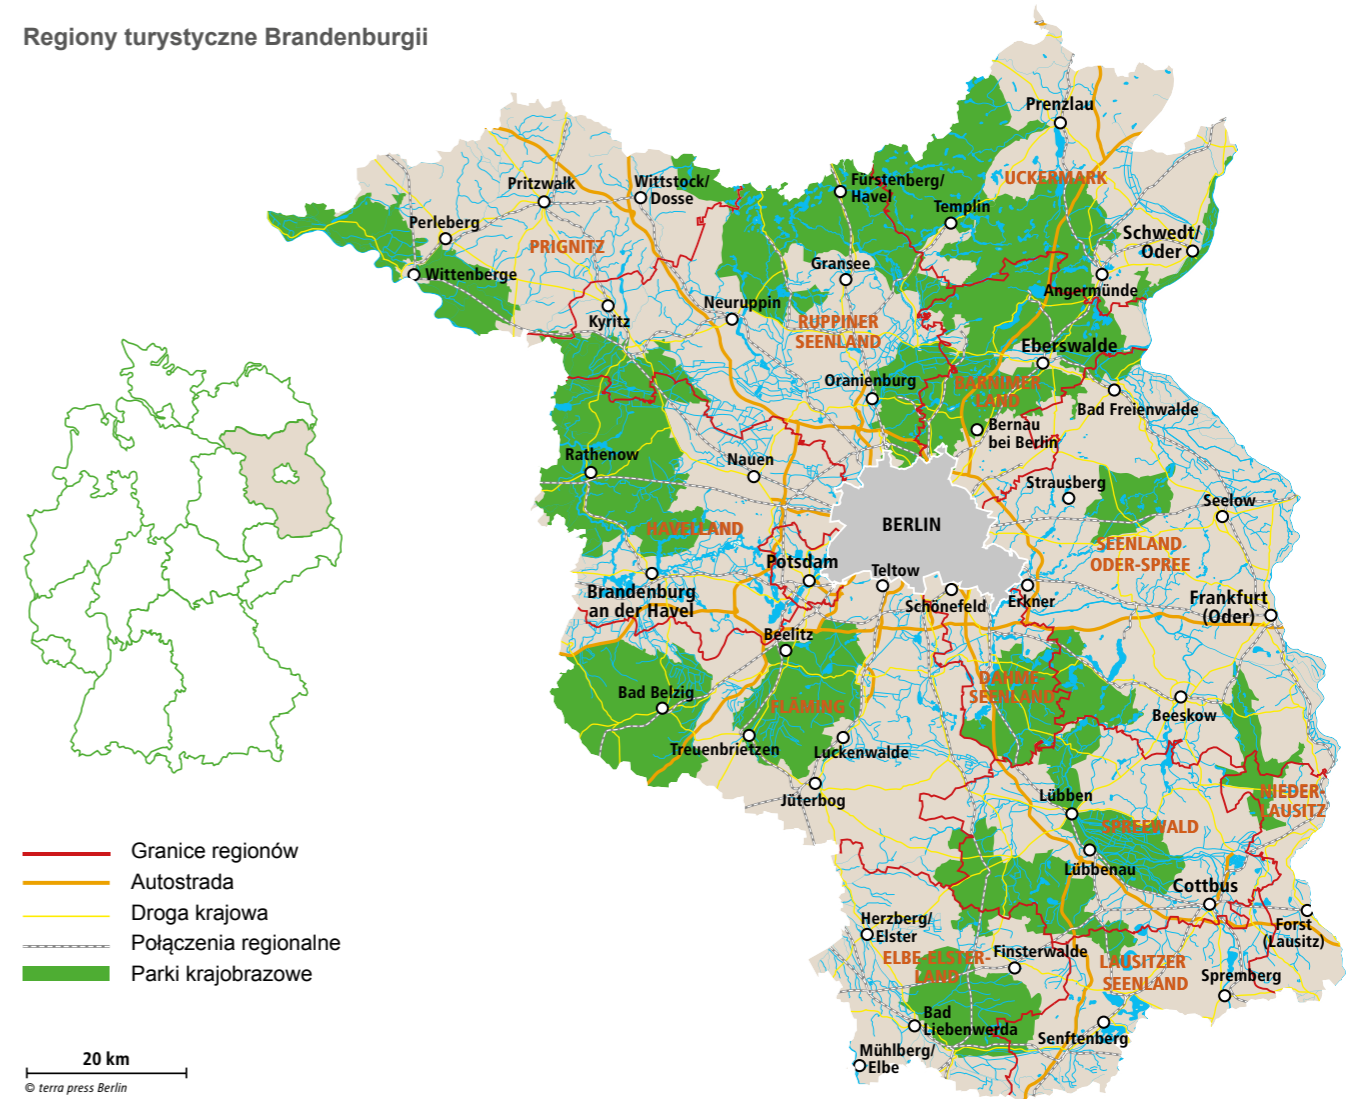 Regiony turystyczne Brandenburgii
Prenzlau
UCKERMARK
Pritzwalk
Wittstock/
Dosse
Fürstenberg/
Havel
Templin
Perleberg
PRIGNITZ
Schwedt/
Oder
Wittenberge
Gransee
Angermünde
Kyritz
Neuruppin
RUPPINER
SEENLAND
Eberswalde
Oranienburg
BARNIMER
LAND
Bad Freienwalde
Bernau
bei Berlin
Rathenow
Nauen
Strausberg
Seelow
HAVELLAND
BERLIN
SEENLAND
ODER-SPREE
Potsdam
Teltow
Brandenburg
an der Havel
Schönefeld
Erkner
Frankfurt
(Oder)
Beelitz
Bad Belzig
FLÄMING
DAHME-
SEENLAND
Beeskow
Treuenbrietzen
Luckenwalde
Jüterbog
Lübben
NIEDER-
LAUSITZ
SPREEWALD
Lübbenau
Cottbus
Herzberg/
Elster
Forst
(Lausitz)
ELBE-ELSTER-
LAND
Finsterwalde
LAUSITZER
SEENLAND
Spremberg
Bad
Liebenwerda
Senftenberg
Mühlberg/
Elbe
Granice regionów
Autostrada
Droga krajowa
Połączenia regionalne
Parki krajobrazowe
20 km
© terra press Berlin